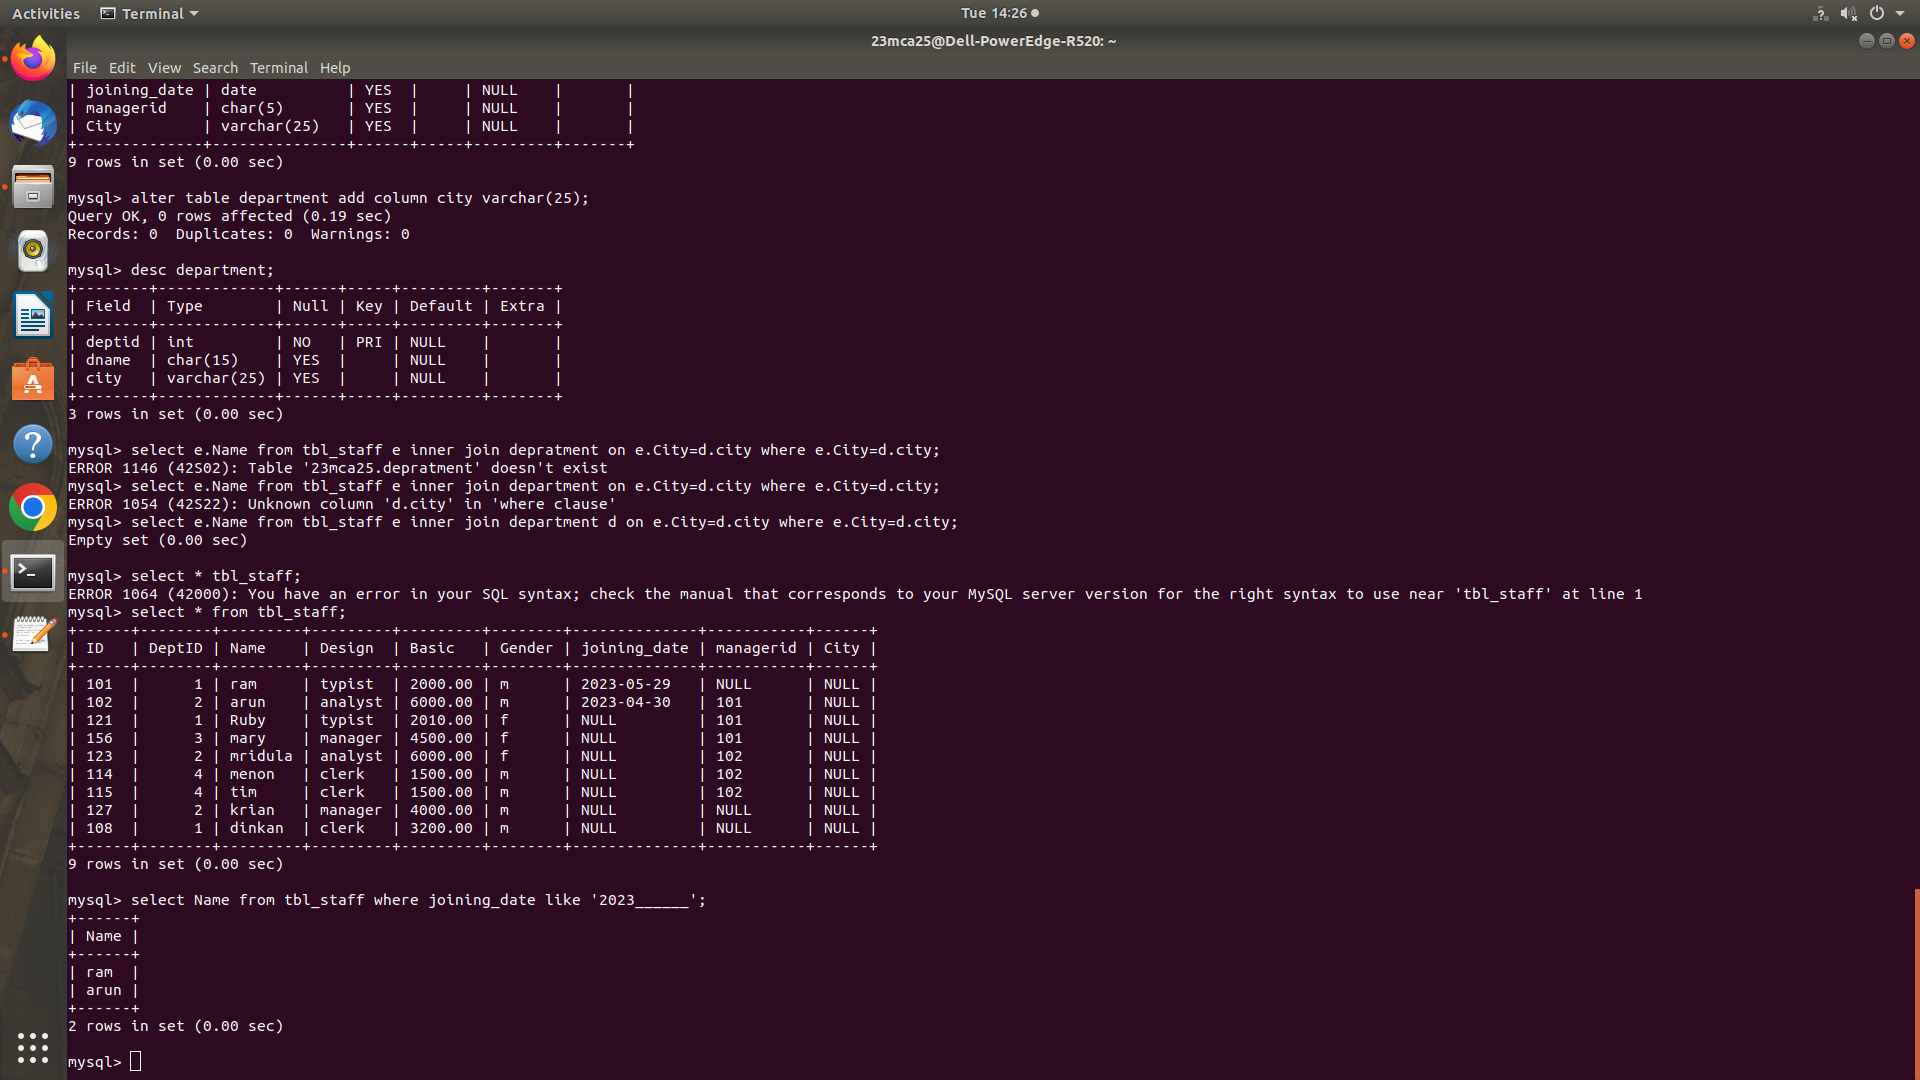 Activities Terminal Tue 14:26
23mca25@Dell-PowerEdge-R520: ~
File Edit View Search Terminal Help
| joining_date | date          | YES  |     | NULL    |       |
| managerid    | char(5)       | YES  |     | NULL    |       |
| City         | varchar(25)   | YES  |     | NULL    |       |
+--------------+---------------+------+-----+---------+-------+
9 rows in set (0.00 sec)
mysql> alter table department add column city varchar(25);
Query OK, 0 rows affected (0.19 sec)
Records: 0  Duplicates: 0  Warnings: 0
mysql> desc department;
+--------+-------------+------+-----+---------+-------+
| Field  | Type        | Null | Key | Default | Extra |
+--------+-------------+------+-----+---------+-------+
| deptid | int         | NO   | PRI | NULL    |       |
| dname  | char(15)    | YES  |     | NULL    |       |
| city   | varchar(25) | YES  |     | NULL    |       |
+--------+-------------+------+-----+---------+-------+
3 rows in set (0.00 sec)
mysql> select e.Name from tbl_staff e inner join depratment on e.City=d.city where e.City=d.city;
ERROR 1146 (42S02): Table '23mca25.depratment' doesn't exist
mysql> select e.Name from tbl_staff e inner join department on e.City=d.city where e.City=d.city;
ERROR 1054 (42S22): Unknown column 'd.city' in 'where clause'
mysql> select e.Name from tbl_staff e inner join department d on e.City=d.city where e.City=d.city;
Empty set (0.00 sec)
mysql> select * tbl_staff;
ERROR 1064 (42000): You have an error in your SQL syntax; check the manual that corresponds to your MySQL server version for the right syntax to use near 'tbl_staff' at line 1
mysql> select * from tbl_staff;
+------+--------+---------+---------+---------+--------+--------------+-----------+------+
| ID   | DeptID | Name    | Design  | Basic   | Gender | joining_date | managerid | City |
+------+--------+---------+---------+---------+--------+--------------+-----------+------+
| 101  |      1 | ram     | typist  | 2000.00 | m      | 2023-05-29   | NULL      | NULL |
| 102  |      2 | arun    | analyst | 6000.00 | m      | 2023-04-30   | 101       | NULL |
| 121  |      1 | Ruby    | typist  | 2010.00 | f      | NULL         | 101       | NULL |
| 156  |      3 | mary    | manager | 4500.00 | f      | NULL         | 101       | NULL |
| 123  |      2 | mridula | analyst | 6000.00 | f      | NULL         | 102       | NULL |
| 114  |      4 | menon   | clerk   | 1500.00 | m      | NULL         | 102       | NULL |
| 115  |      4 | tim     | clerk   | 1500.00 | m      | NULL         | 102       | NULL |
| 127  |      2 | krian   | manager | 4000.00 | m      | NULL         | NULL      | NULL |
| 108  |      1 | dinkan  | clerk   | 3200.00 | m      | NULL         | NULL      | NULL |
+------+--------+---------+---------+---------+--------+--------------+-----------+------+
9 rows in set (0.00 sec)
mysql> select Name from tbl_staff where joining_date like '2023______';
+------+
| Name |
+------+
| ram  |
| arun |
+------+
2 rows in set (0.00 sec)
mysql>